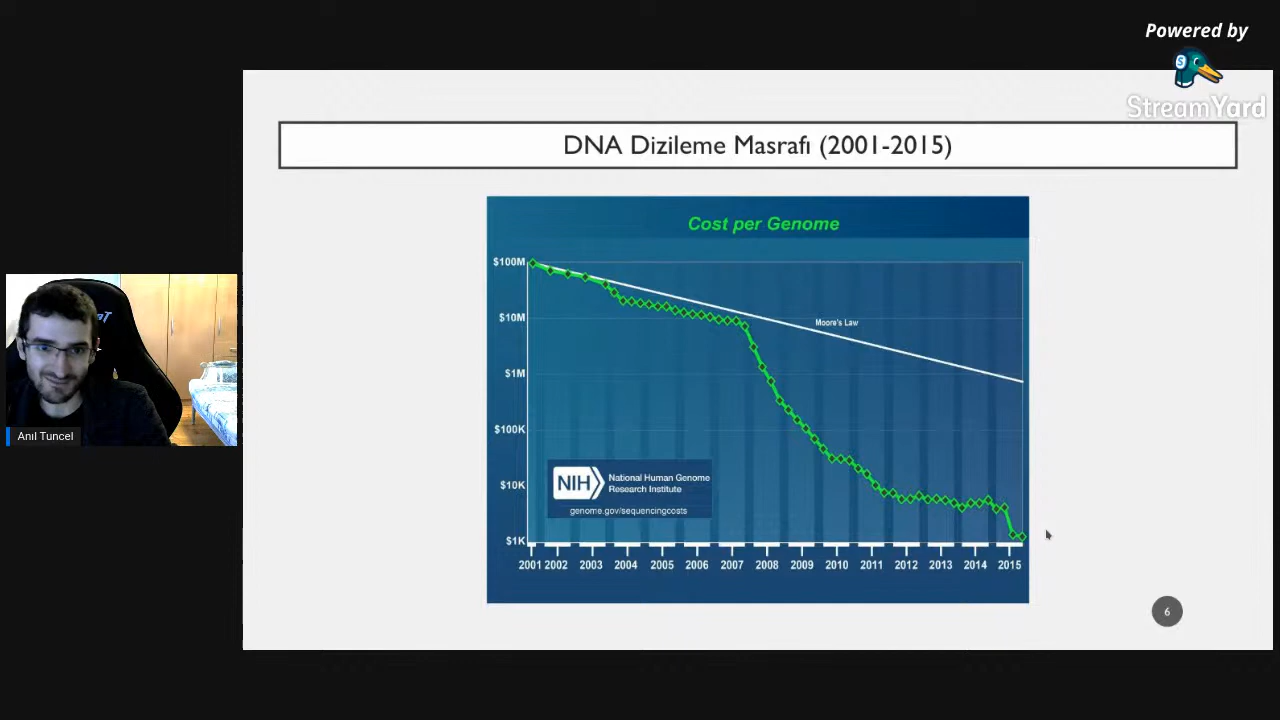 Powered by
StreamYard
DNA Dizileme Masrafı (2001-2015)
Cost per Genome
$100M
$10M
$1M
$100K
$10K
$1K
Moore's Law
NIH
National Human Genome
Research Institute
genome.gov/sequencingcosts
2001 2002 2003 2004 2005 2006 2007 2008 2009 2010 2011 2012 2013 2014 2015
6
Anıl Tuncel